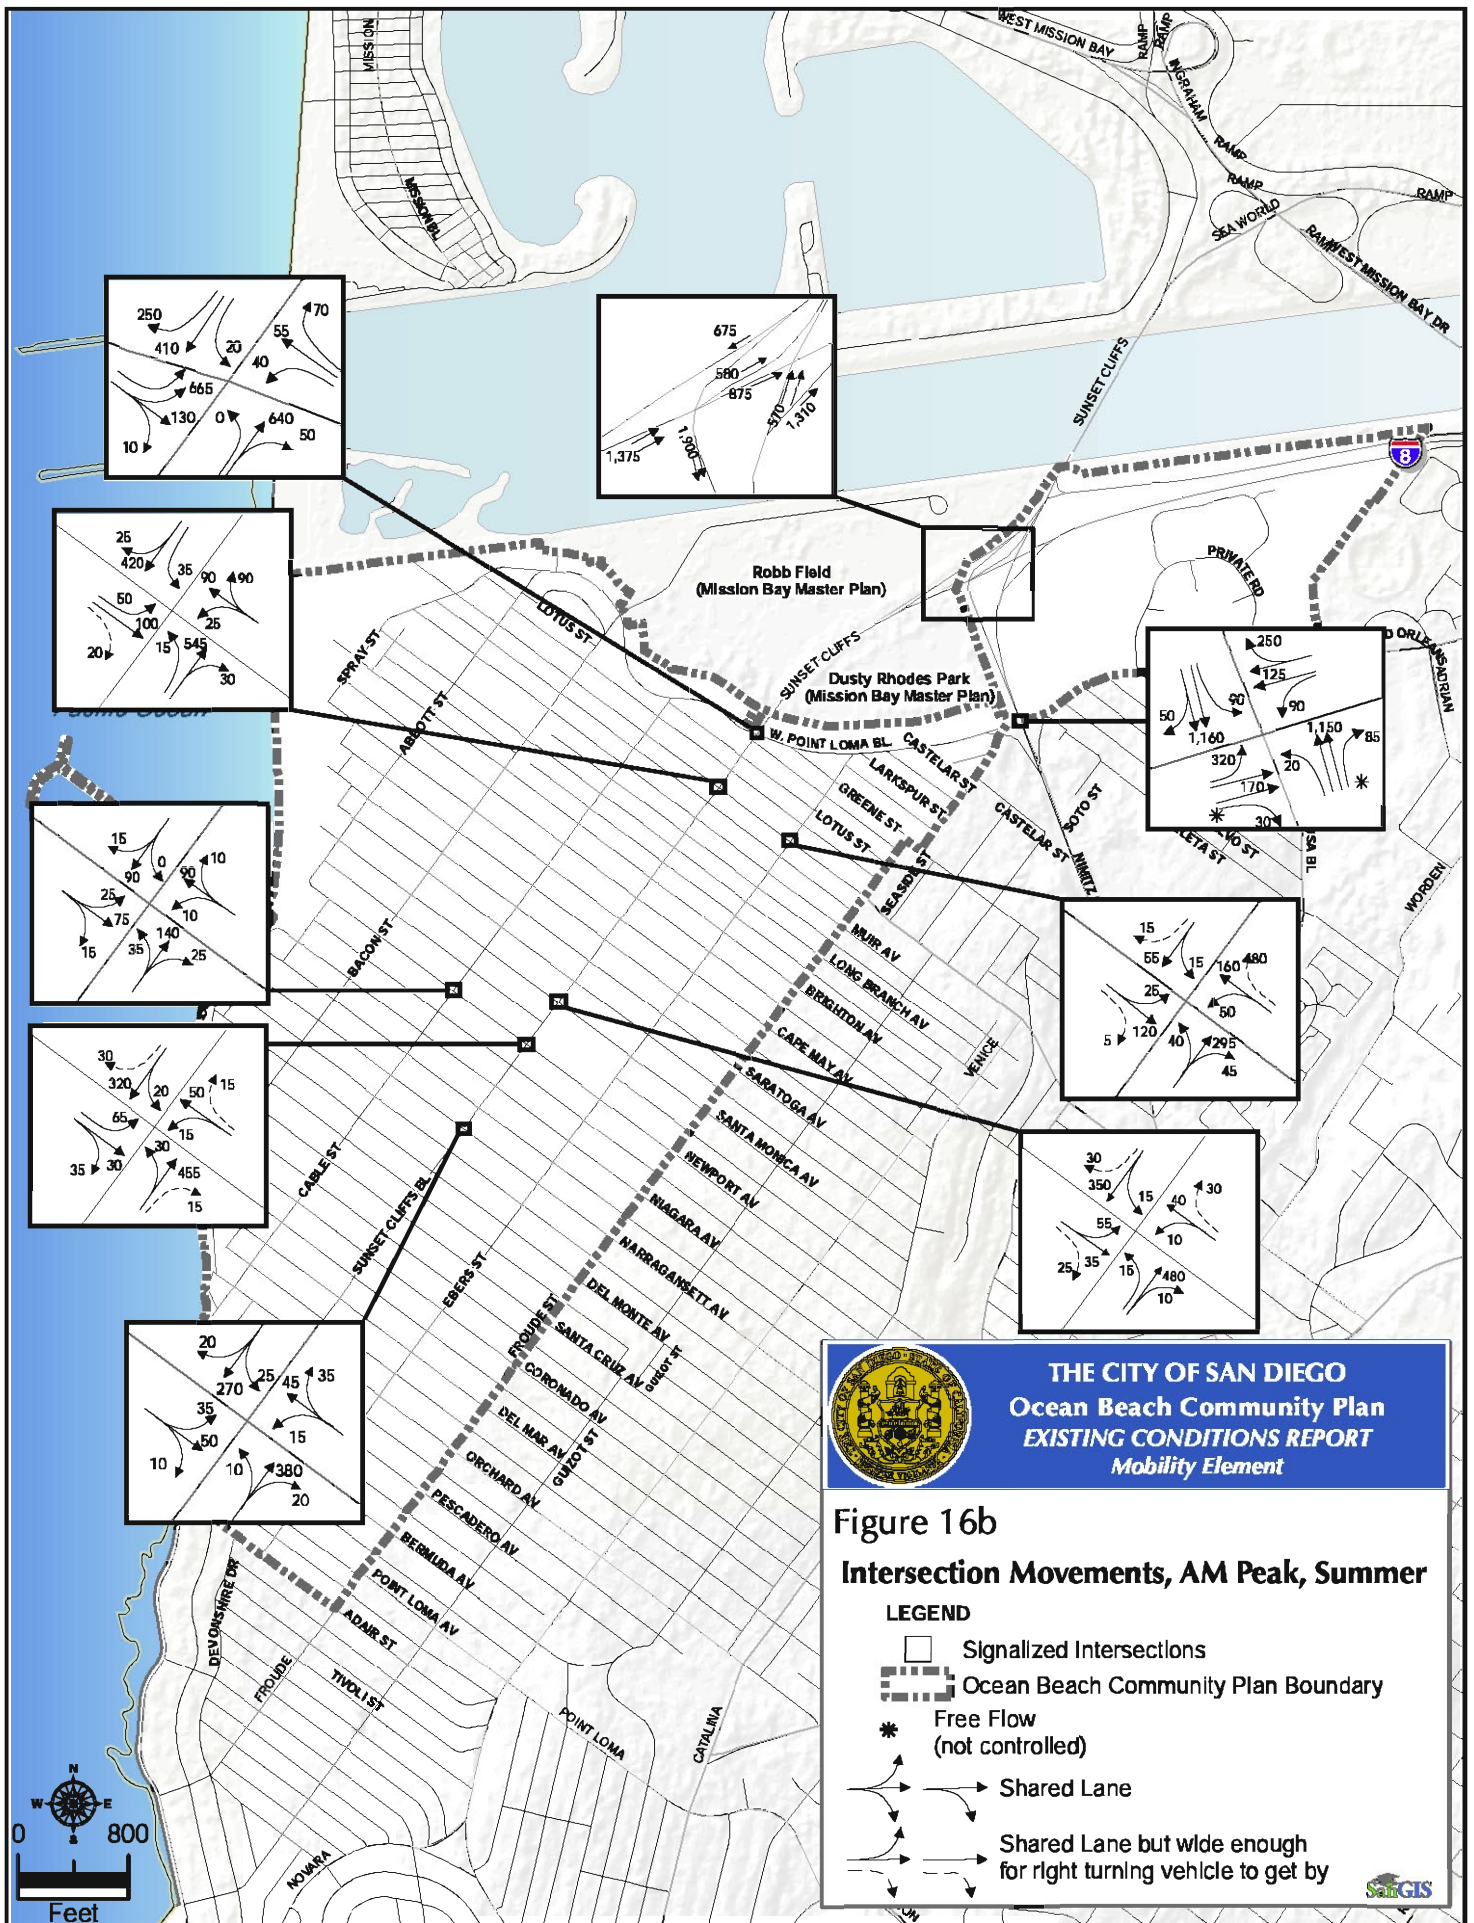 MISSION
MISSION BL
WEST MISSION BAY
RAMP
RAMP
INGRAHAM
RAMP
RAMP
RAMP
SEA WORLD
RAMP
WEST MISSION BAY DR
SUNSET CLIFFS
8
250
410
20
55
70
40
665
130
10
0
640
50
675
580
875
570
1,310
1,375
1,900
25
420
35
90
90
50
100
25
20
15
545
30
Robb Field
(Mission Bay Master Plan)
PRIVATE RD
LOTUS ST
SPRAY ST
ABBOTT ST
SUNSET CLIFFS
Dusty Rhodes Park
(Mission Bay Master Plan)
W. POINT LOMA BL.
CASTELAR ST
LARKSPUR ST
GREENE ST
LOTUS ST
CASTELAR ST
SOTO ST
NIMITZ
SEASIDE ST
ORLEANS
ADRIAN
WORDEN
250
125
90
90
50
1,160
320
170
30
20
1,150
85
15
0
90
90
10
25
75
10
15
35
140
25
BACON ST
MUIR AV
LONG BRANCH AV
BRIGHTON AV
CAPE MAY AV
VENICE
15
55
15
160
480
25
50
5
120
40
295
45
30
320
20
50
15
65
15
35
30
30
455
15
CABLE ST
SUNSET CLIFFS BL
EBERS ST
FROUDE ST
SARATOGA AV
SANTA MONICA AV
NEWPORT AV
NIAGARA AV
NARRAGANSETT AV
DEL MONTE AV
SANTA CRUZ AV
GUIZOT ST
CORONADO AV
DEL MAR AV
GUIZOT ST
ORCHARD AV
PESCADERO AV
BERMUDA AV
POINT LOMA AV
ADAIR ST
TIVOLI ST
30
350
15
40
30
55
10
25
35
15
480
10
20
270
25
45
35
35
50
15
10
10
380
20
DEVONSHIRE DR
FROUDE
POINT LOMA
CATALINA
NOVARA
THE CITY OF SAN DIEGO
Ocean Beach Community Plan
EXISTING CONDITIONS REPORT
Mobility Element
Figure 16b
Intersection Movements, AM Peak, Summer
LEGEND
Signalized Intersections
Ocean Beach Community Plan Boundary
Free Flow
(not controlled)
Shared Lane
Shared Lane but wide enough
for right turning vehicle to get by
SanGIS
N
W E
S
0 800
Feet